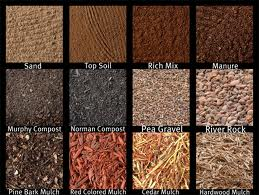 Sand Top Soil Rich Mix Manure
Murphy Compost Norman Compost Pea Gravel River Rock
Pine Bark Mulch Red Colored Mulch Cedar Mulch Hardwood Mulch